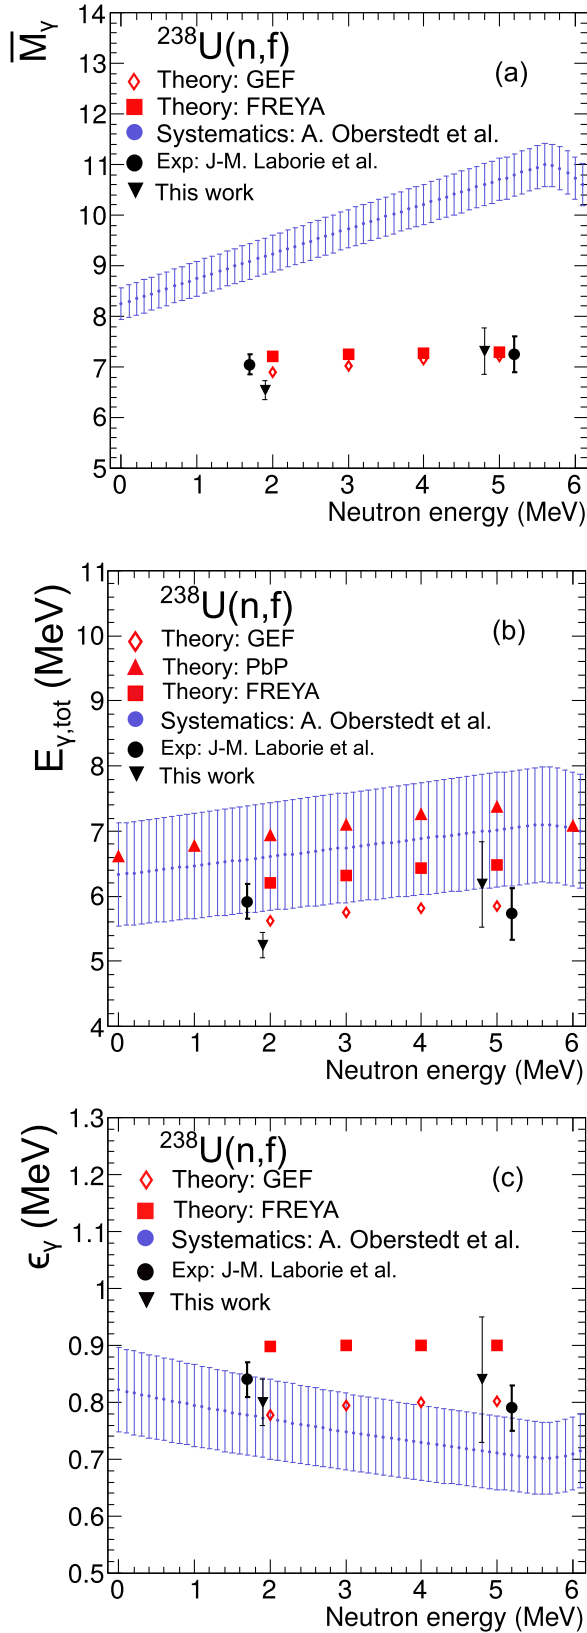 M̅γ
²³⁸U(n,f)
(a)
Theory: GEF
Theory: FREYA
Systematics: A. Oberstedt et al.
Exp: J-M. Laborie et al.
This work
14
13
12
11
10
9
8
7
6
5
0 1 2 3 4 5 6
Neutron energy (MeV)
Eγ,tot (MeV)
²³⁸U(n,f)
(b)
Theory: GEF
Theory: PbP
Theory: FREYA
Systematics: A. Oberstedt et al.
Exp: J-M. Laborie et al.
This work
11
10
9
8
7
6
5
4
0 1 2 3 4 5 6
Neutron energy (MeV)
ϵγ (MeV)
²³⁸U(n,f)
(c)
Theory: GEF
Theory: FREYA
Systematics: A. Oberstedt et al.
Exp: J-M. Laborie et al.
This work
1.3
1.2
1.1
1
0.9
0.8
0.7
0.6
0.5
0 1 2 3 4 5 6
Neutron energy (MeV)